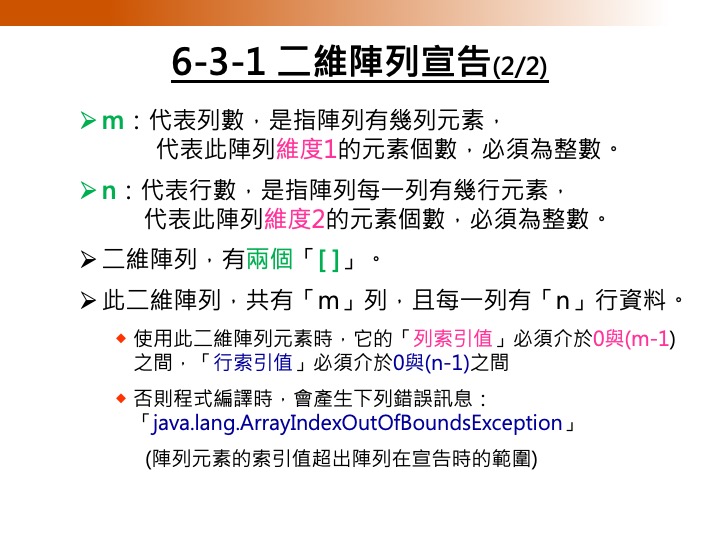 6-3-1 二維陣列宣告(2/2)
m：代表列數，是指陣列有幾列元素，
代表此陣列維度1的元素個數，必須為整數。
n：代表行數，是指陣列每一列有幾行元素，
代表此陣列維度2的元素個數，必須為整數。
二維陣列，有兩個「[ ]」。
此二維陣列，共有「m」列，且每一列有「n」行資料。
使用此二維陣列元素時，它的「列索引值」必須介於0與(m-1)
之間，「行索引值」必須介於0與(n-1)之間
否則程式編譯時，會產生下列錯誤訊息：
「java.lang.ArrayIndexOutOfBoundsException」
(陣列元素的索引值超出陣列在宣告時的範圍)